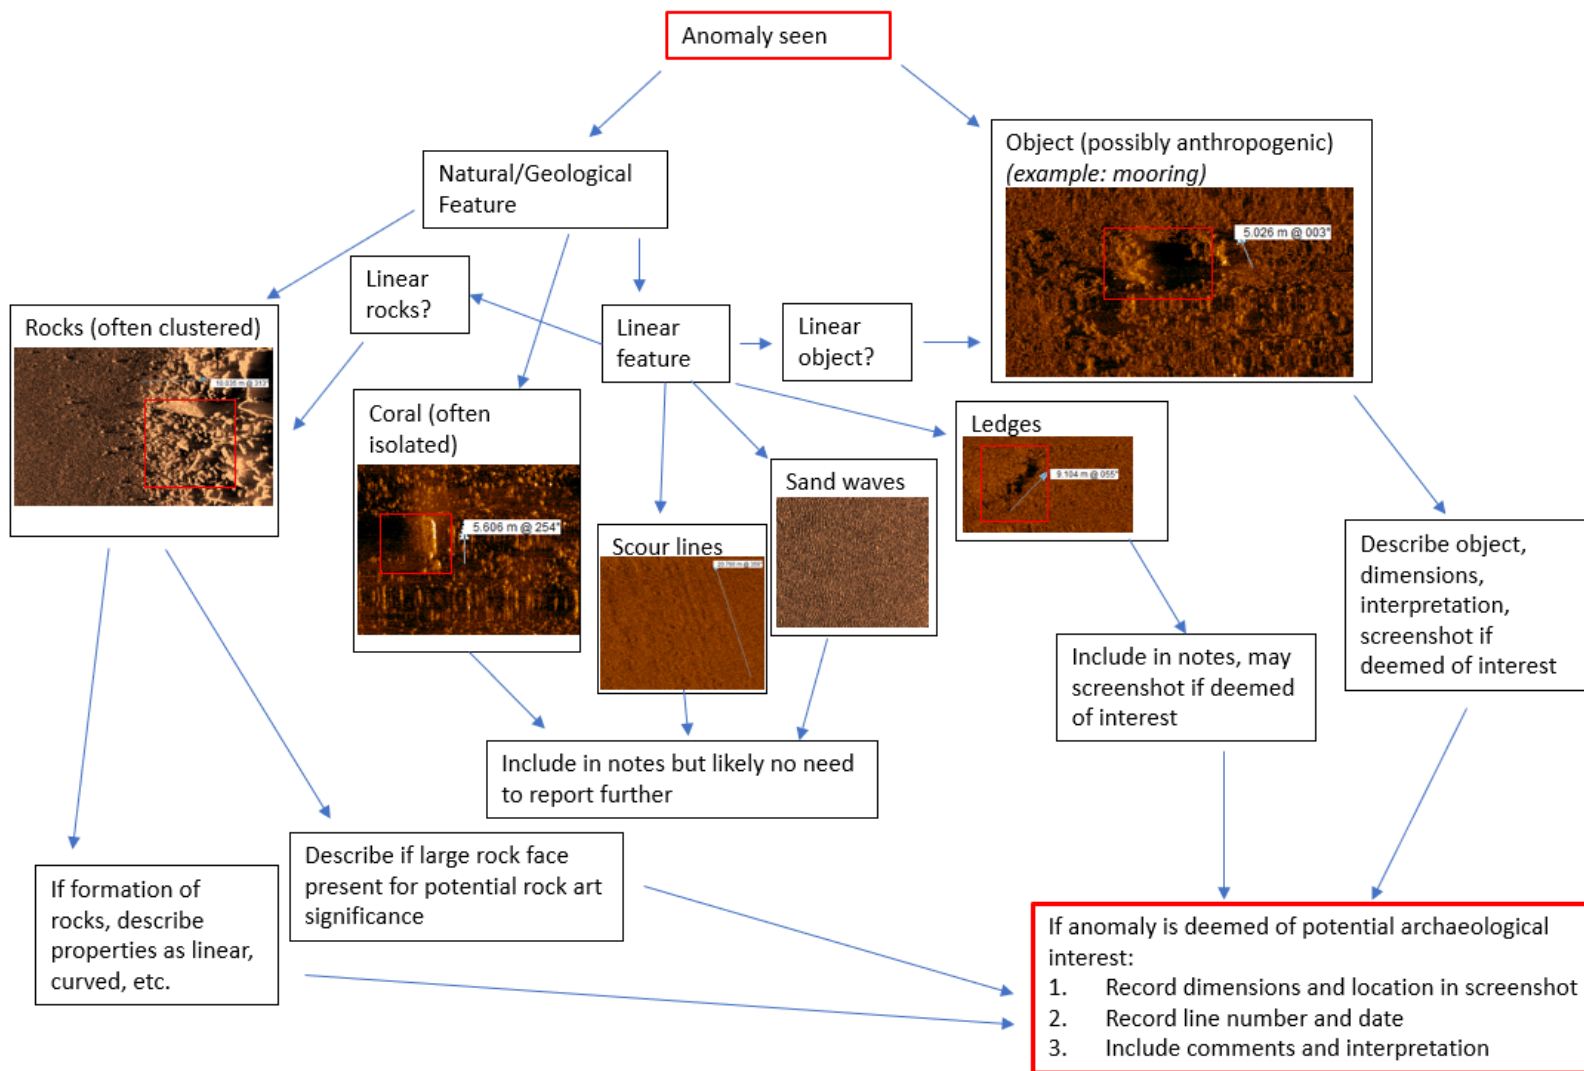 Anomaly seen
Natural/Geological
Feature
Object (possibly anthropogenic)
(example: mooring)
5.026 m @ 003°
Linear
rocks?
Linear
feature
Linear
object?
Rocks (often clustered)
Coral (often
isolated)
5.606 m @ 254°
Scour lines
Sand waves
Ledges
9.104 m @ 055°
Describe object,
dimensions,
interpretation,
screenshot if
deemed of interest
Include in notes, may
screenshot if deemed
of interest
Include in notes but likely no need
to report further
Describe if large rock face
present for potential rock art
significance
If formation of
rocks, describe
properties as linear,
curved, etc.
If anomaly is deemed of potential archaeological
interest:
1. Record dimensions and location in screenshot
2. Record line number and date
3. Include comments and interpretation